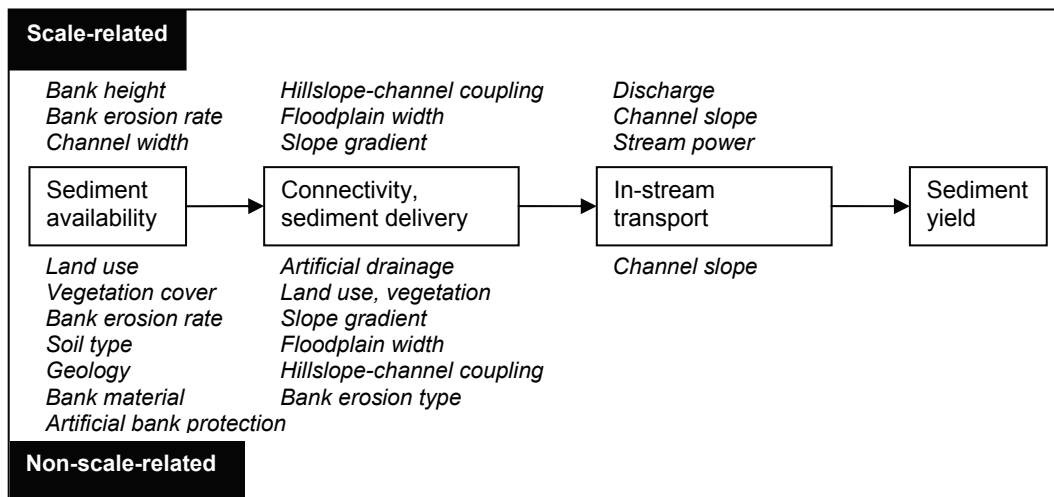 Scale-related
Bank height
Bank erosion rate
Channel width
Hillslope-channel coupling
Floodplain width
Slope gradient
Discharge
Channel slope
Stream power
Sediment
availability
Connectivity,
sediment delivery
In-stream
transport
Sediment
yield
Land use
Vegetation cover
Bank erosion rate
Soil type
Geology
Bank material
Artificial bank protection
Artificial drainage
Land use, vegetation
Slope gradient
Floodplain width
Hillslope-channel coupling
Bank erosion type
Channel slope
Non-scale-related